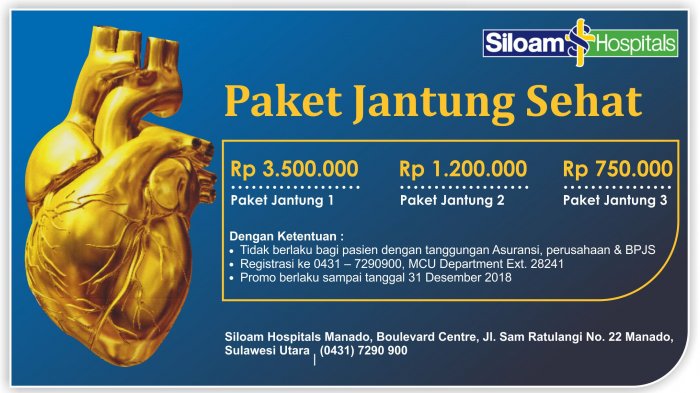 Siloam Hospitals
Paket Jantung Sehat
Rp 3.500.000
Paket Jantung 1
Rp 1.200.000
Paket Jantung 2
Rp 750.000
Paket Jantung 3
Dengan Ketentuan :
• Tidak berlaku bagi pasien dengan tanggungan Asuransi, perusahaan & BPJS
• Registrasi ke 0431 – 7290900, MCU Department Ext. 28241
• Promo berlaku sampai tanggal 31 Desember 2018
Siloam Hospitals Manado, Boulevard Centre, Jl. Sam Ratulangi No. 22 Manado,
Sulawesi Utara | (0431) 7290 900